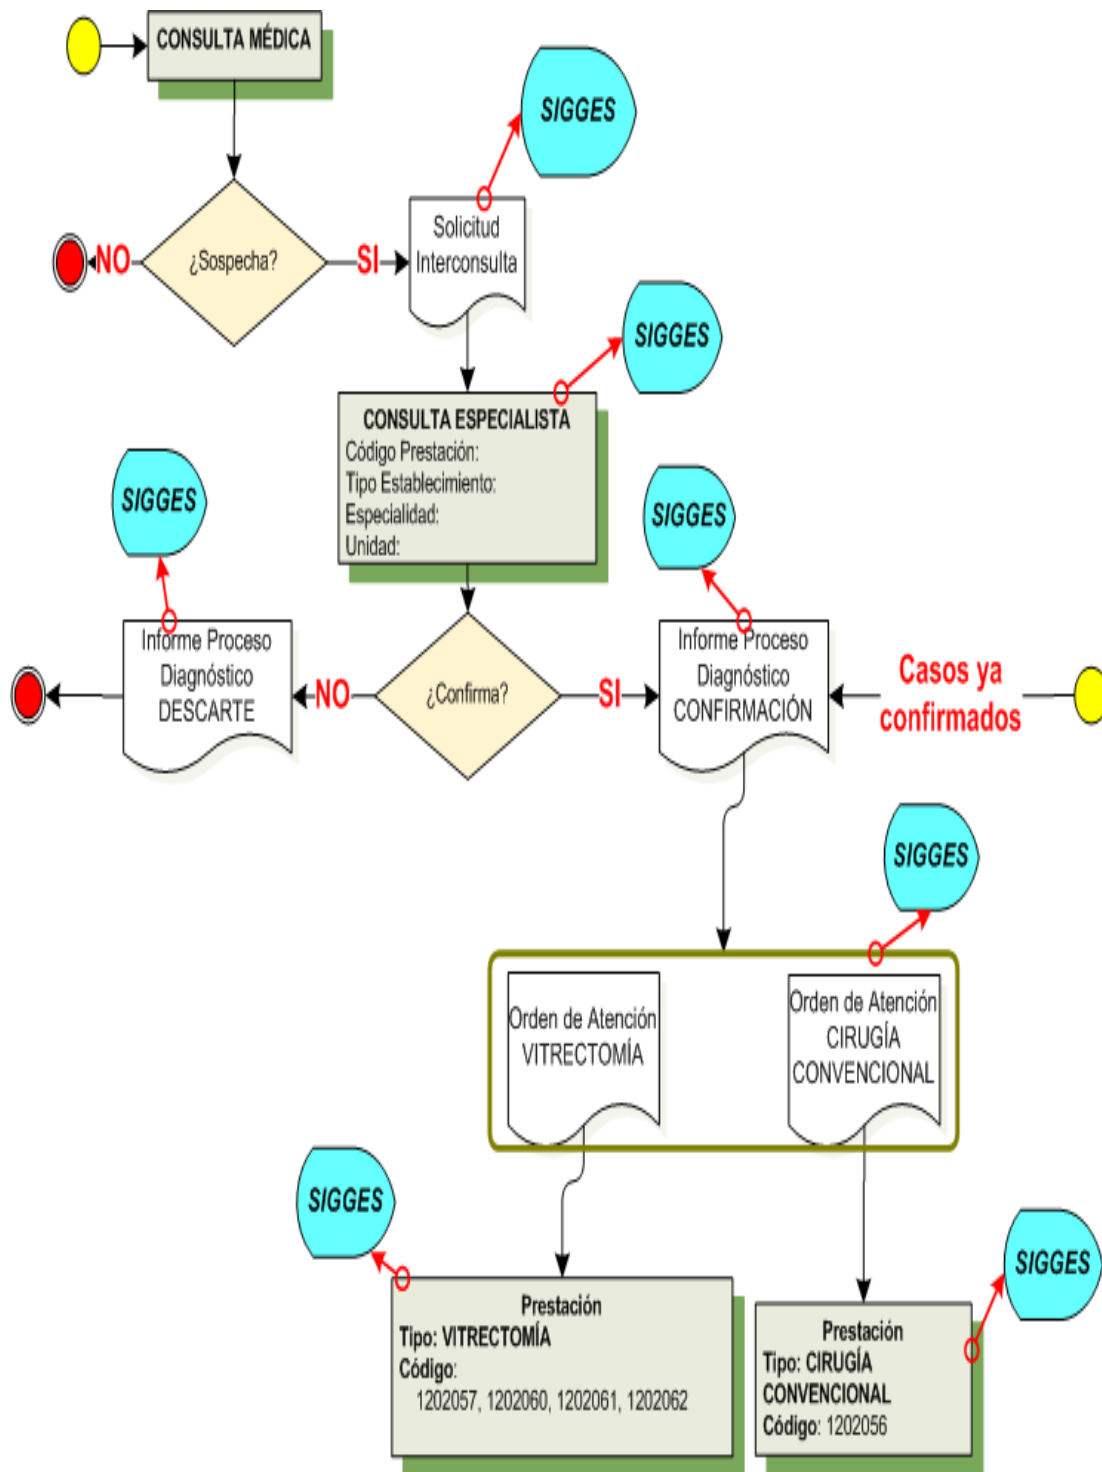 CONSULTA MÉDICA
SIGGES
¿Sospecha?
NO
SI
Solicitud
Interconsulta
SIGGES
CONSULTA ESPECIALISTA
Código Prestación:
Tipo Establecimiento:
Especialidad:
Unidad:
SIGGES
SIGGES
Informe Proceso
Diagnóstico
DESCARTE
NO
¿Confirma?
SI
Informe Proceso
Diagnóstico
CONFIRMACIÓN
Casos ya
confirmados
SIGGES
Orden de Atención
VITRECTOMÍA
Orden de Atención
CIRUGÍA
CONVENCIONAL
SIGGES
SIGGES
Prestación
Tipo: VITRECTOMÍA
Código:
1202057, 1202060, 1202061, 1202062
Prestación
Tipo: CIRUGÍA
CONVENCIONAL
Código: 1202056